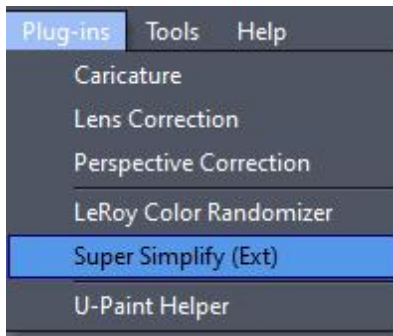 Plug-ins Tools Help
Caricature
Lens Correction
Perspective Correction
LeRoy Color Randomizer
Super Simplify (Ext)
U-Paint Helper